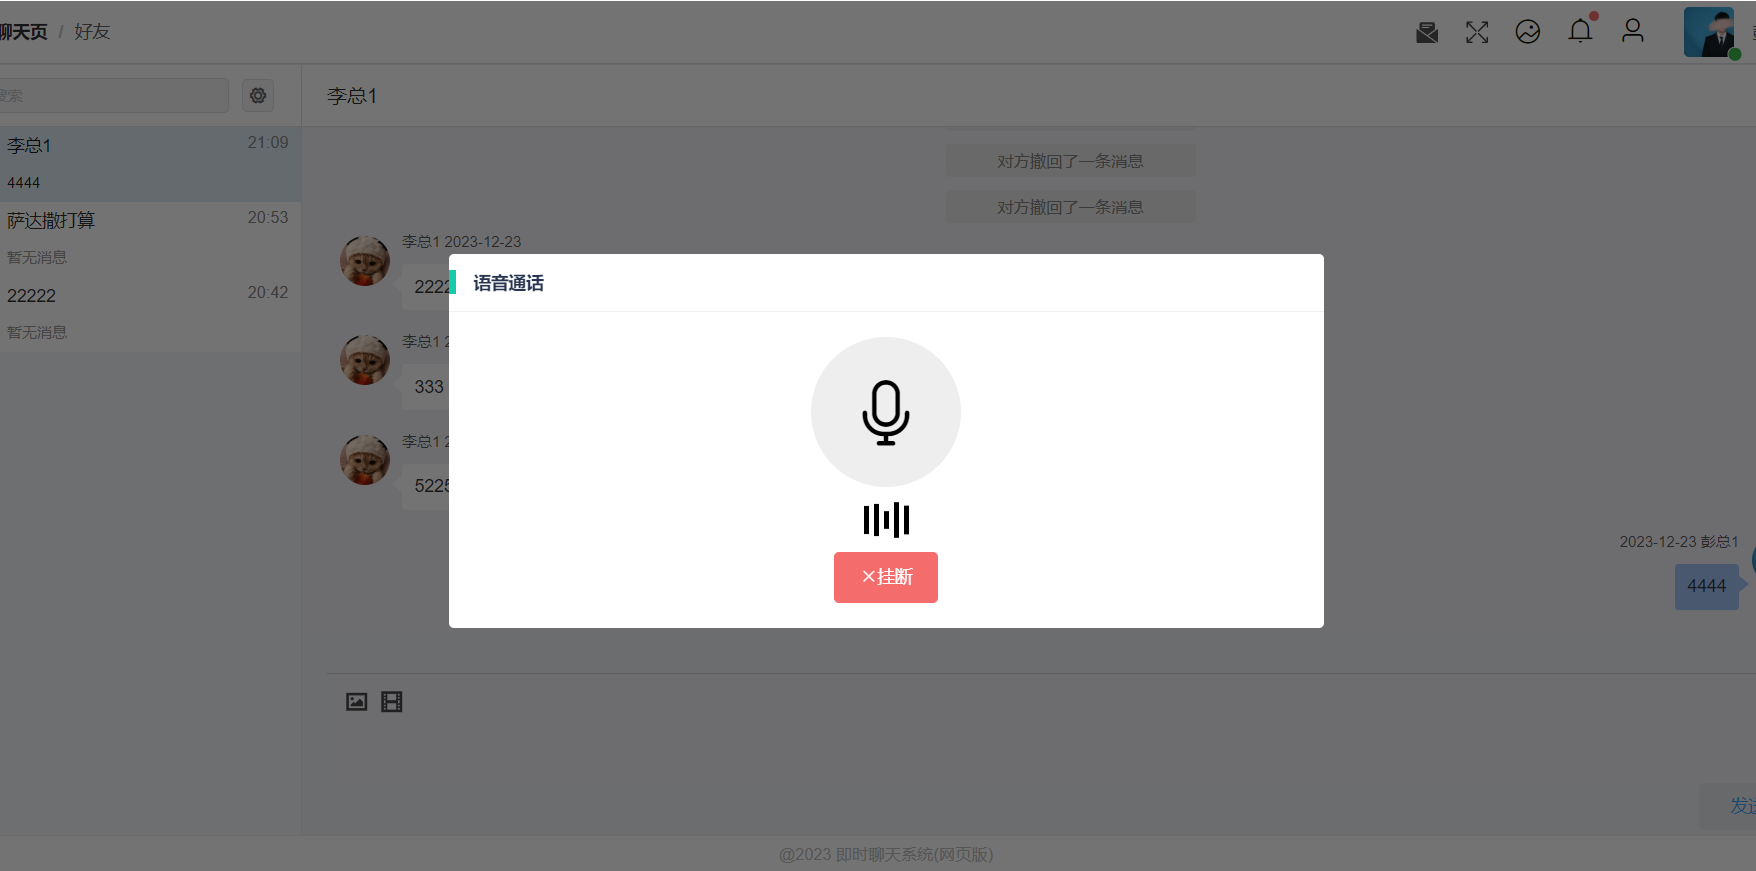 聊天页 / 好友
搜索
李总1
李总1 21:09
4444
萨达撒打算 20:53
暂无消息
22222 20:42
暂无消息
对方撤回了一条消息
对方撤回了一条消息
李总1 2023-12-23
2222
李总1 2
333
李总1 2
5225
语音通话
×挂断
2023-12-23 彭总1
4444
发送
@2023 即时聊天系统(网页版)